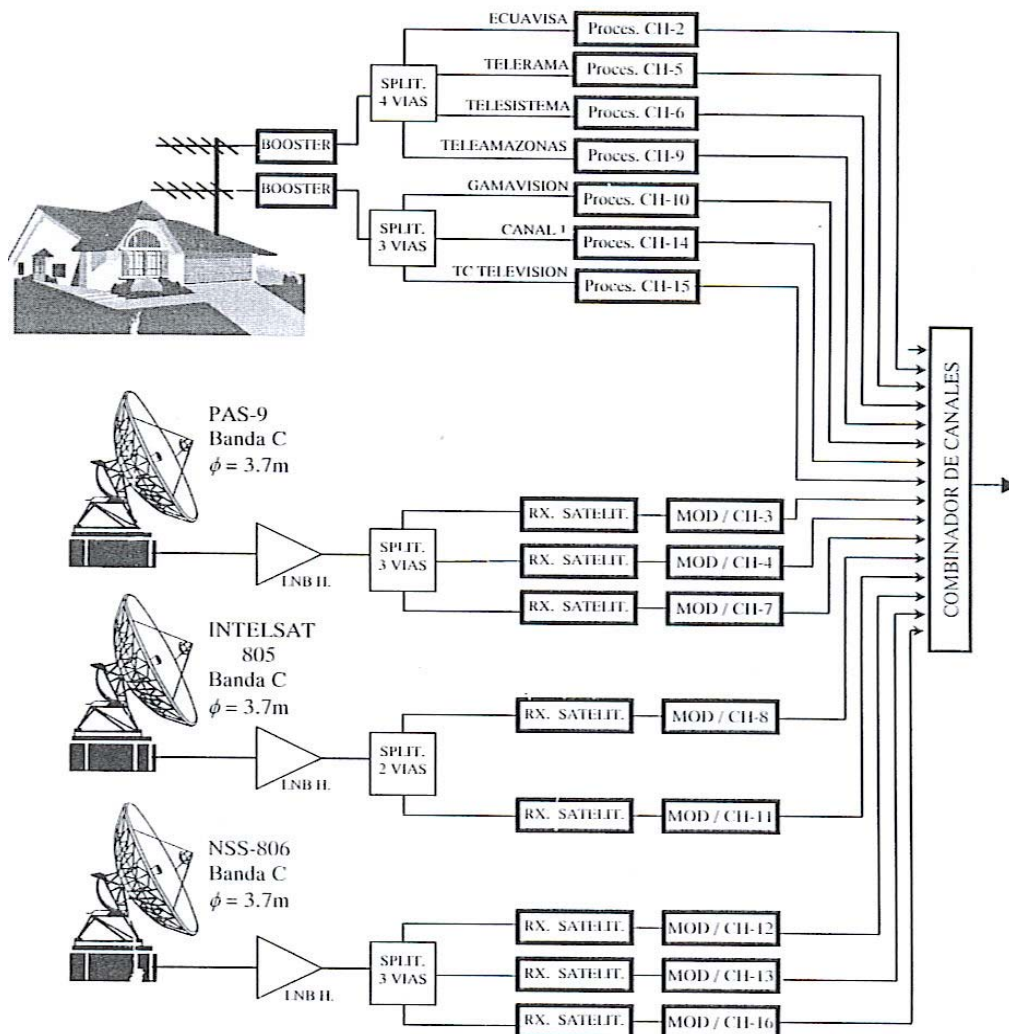 ECUAVISA
Proces. CH-2
TELERAMA
Proces. CH-5
SPLIT.
4 VIAS
TELESISTEMA
Proces. CH-6
BOOSTER
TELEAMAZONAS
Proces. CH-9
BOOSTER
GAMAVISION
Proces. CH-10
SPLIT.
3 VIAS
CANAL 1
Proces. CH-14
TC TELEVISION
Proces. CH-15
COMBINADOR DE CANALES
PAS-9
Banda C
ϕ = 3.7m
LNB H.
SPLIT.
3 VIAS
RX. SATELIT.
MOD / CH-3
RX. SATELIT.
MOD / CH-4
RX. SATELIT.
MOD / CH-7
INTELSAT
805
Banda C
ϕ = 3.7m
LNB H.
SPLIT.
2 VIAS
RX. SATELIT.
MOD / CH-8
RX. SATELIT.
MOD / CH-11
NSS-806
Banda C
ϕ = 3.7m
LNB H.
SPLIT.
3 VIAS
RX. SATELIT.
MOD / CH-12
RX. SATELIT.
MOD / CH-13
RX. SATELIT.
MOD / CH-16